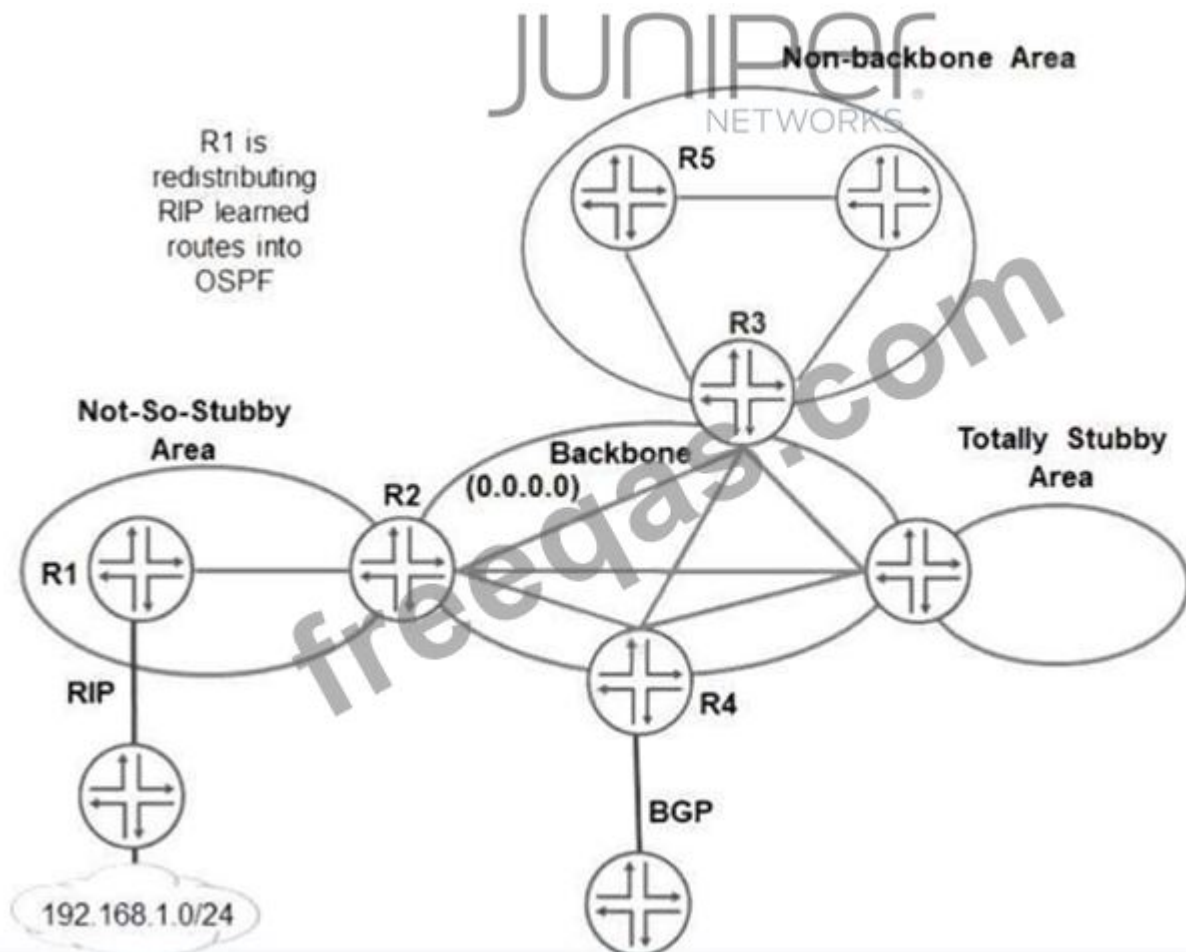 JUNIPER
NETWORKS
Non-backbone Area
R1 is
redistributing
RIP learned
routes into
OSPF
R5
R3
Not-So-Stubby
Area
Backbone
(0.0.0.0)
Totally Stubby
Area
R2
R1
R4
RIP
BGP
192.168.1.0/24
freeqas.com